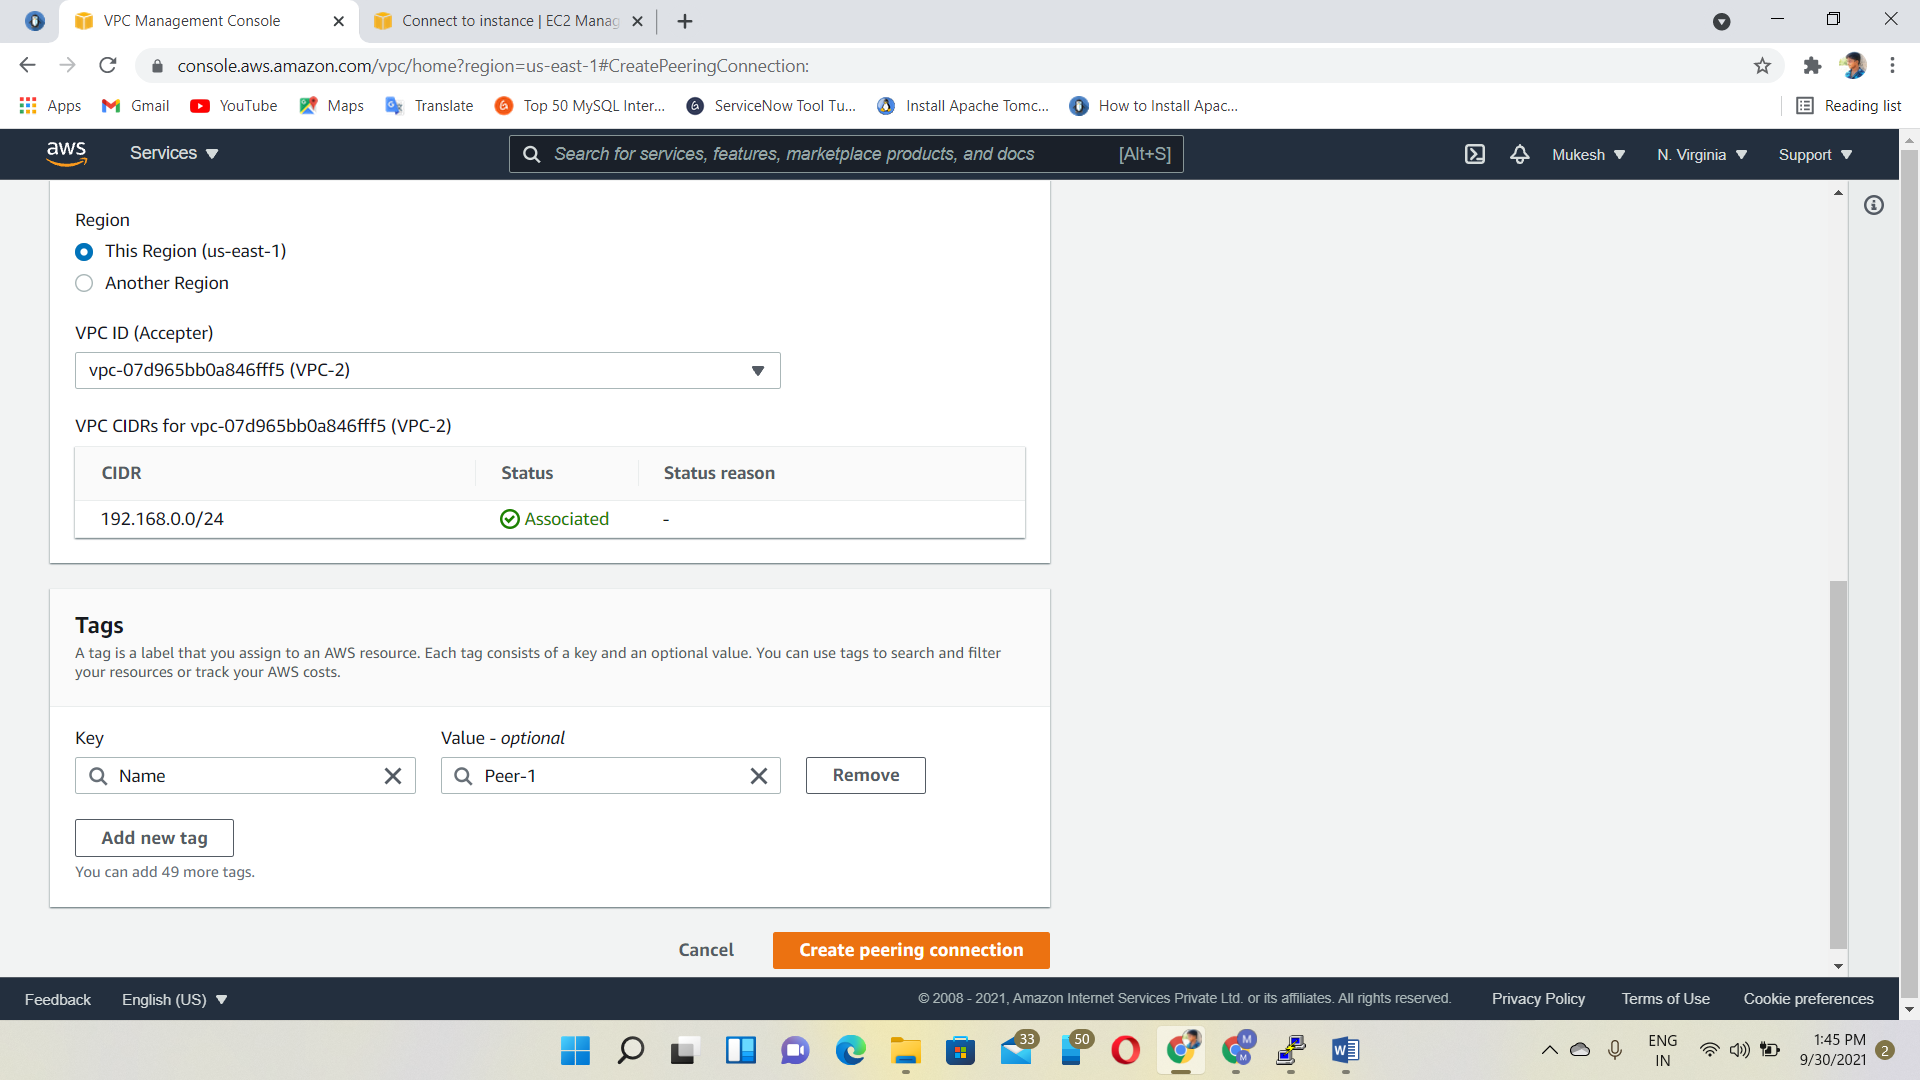 VPC Management Console
Connect to instance | EC2 Manag
console.aws.amazon.com/vpc/home?region=us-east-1#CreatePeeringConnection:
Apps Gmail YouTube Maps Translate Top 50 MySQL Inter... ServiceNow Tool Tu... Install Apache Tomc... How to Install Apac... Reading list
aws Services Search for services, features, marketplace products, and docs [Alt+S] Mukesh N. Virginia Support
Region
This Region (us-east-1)
Another Region
VPC ID (Accepter)
vpc-07d965bb0a846fff5 (VPC-2)
VPC CIDRs for vpc-07d965bb0a846fff5 (VPC-2)
CIDR Status Status reason
192.168.0.0/24 Associated -
Tags
A tag is a label that you assign to an AWS resource. Each tag consists of a key and an optional value. You can use tags to search and filter
your resources or track your AWS costs.
Key Value - optional
Name Peer-1 Remove
Add new tag
You can add 49 more tags.
Cancel Create peering connection
Feedback English (US) © 2008 - 2021, Amazon Internet Services Private Ltd. or its affiliates. All rights reserved. Privacy Policy Terms of Use Cookie preferences
33 50 M M
ENG
IN
1:45 PM
9/30/2021
2